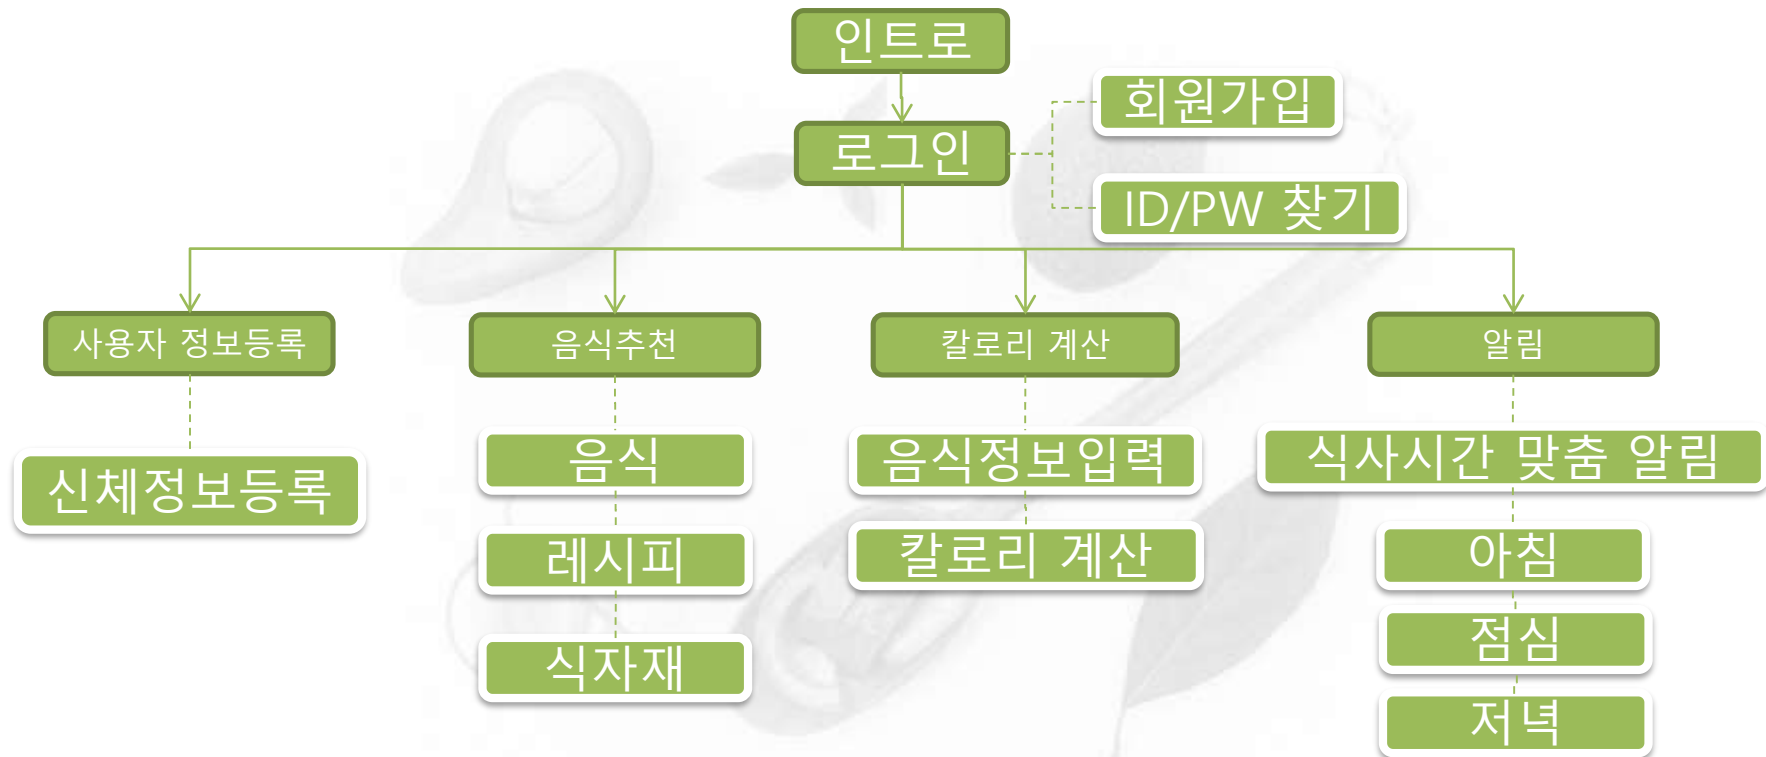 인트로
로그인
회원가입
ID/PW 찾기
사용자 정보등록
음식추천
칼로리 계산
알림
신체정보등록
음식
레시피
식자재
음식정보입력
칼로리 계산
식사시간 맞춤 알림
아침
점심
저녁